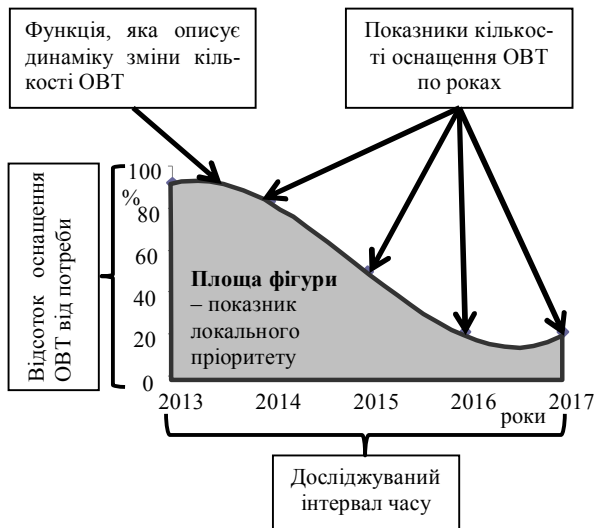 Функція, яка описує
динаміку зміни кіль-
кості ОВТ
Показники кількос-
ті оснащення ОВТ
по роках
Відсоток оснащення
ОВТ від потреби
100
%
80
60
40
20
0
Площа фігури
– показник
локального
пріоритету
2013 2014 2015 2016 2017
роки
Досліджуваний
інтервал часу